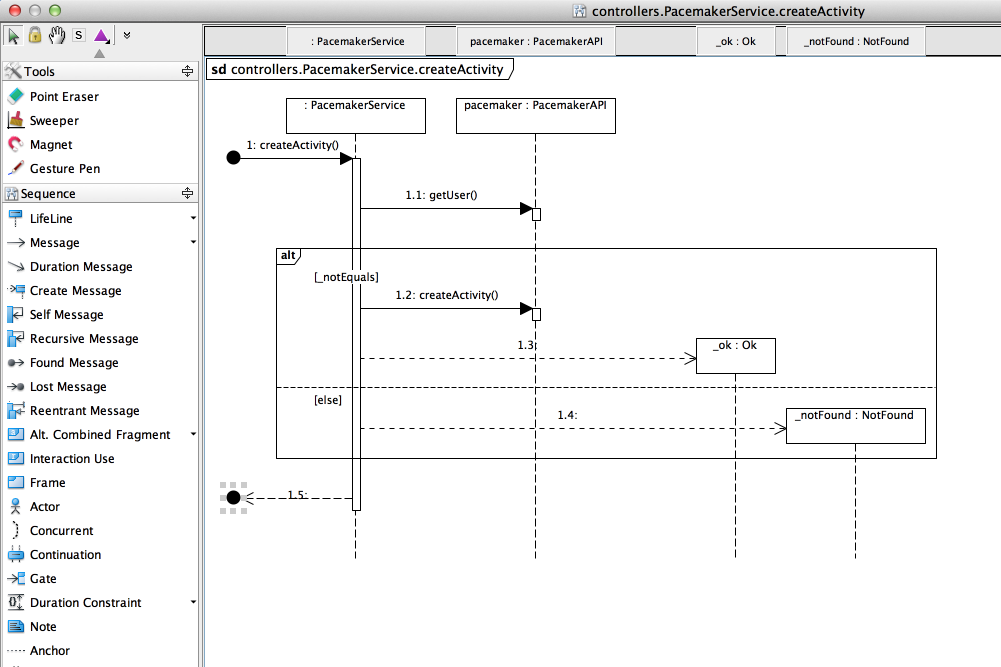 controllers.PacemakerService.createActivity
S
: PacemakerService
pacemaker : PacemakerAPI
_ok : Ok
_notFound : NotFound
Tools
Point Eraser
Sweeper
Magnet
Gesture Pen
Sequence
LifeLine
Message
Duration Message
Create Message
Self Message
Recursive Message
Found Message
Lost Message
Reentrant Message
Alt. Combined Fragment
Interaction Use
Frame
Actor
Concurrent
Continuation
Gate
Duration Constraint
Note
Anchor
sd controllers.PacemakerService.createActivity
: PacemakerService
pacemaker : PacemakerAPI
1: createActivity()
1.1: getUser()
alt
[_notEquals]
1.2: createActivity()
1.3:
_ok : Ok
[else]
1.4:
_notFound : NotFound
1.5: